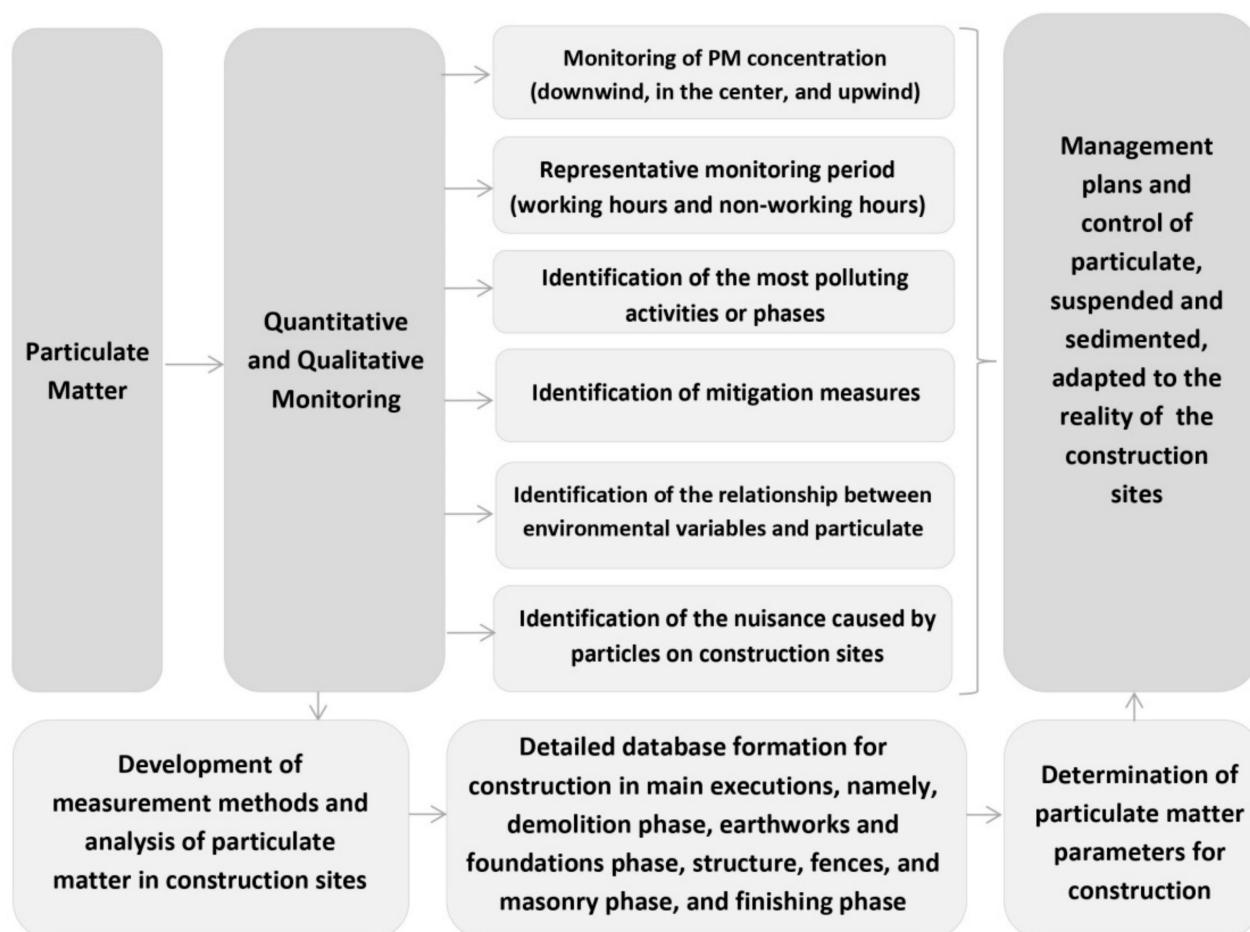 Particulate
Matter
Quantitative
and Qualitative
Monitoring
Monitoring of PM concentration
(downwind, in the center, and upwind)
Representative monitoring period
(working hours and non-working hours)
Identification of the most polluting
activities or phases
Identification of mitigation measures
Identification of the relationship between
environmental variables and particulate
Identification of the nuisance caused by
particles on construction sites
Management
plans and
control of
particulate,
suspended and
sedimented,
adapted to the
reality of the
construction
sites
Development of
measurement methods and
analysis of particulate
matter in construction sites
Detailed database formation for
construction in main executions, namely,
demolition phase, earthworks and
foundations phase, structure, fences, and
masonry phase, and finishing phase
Determination of
particulate matter
parameters for
construction